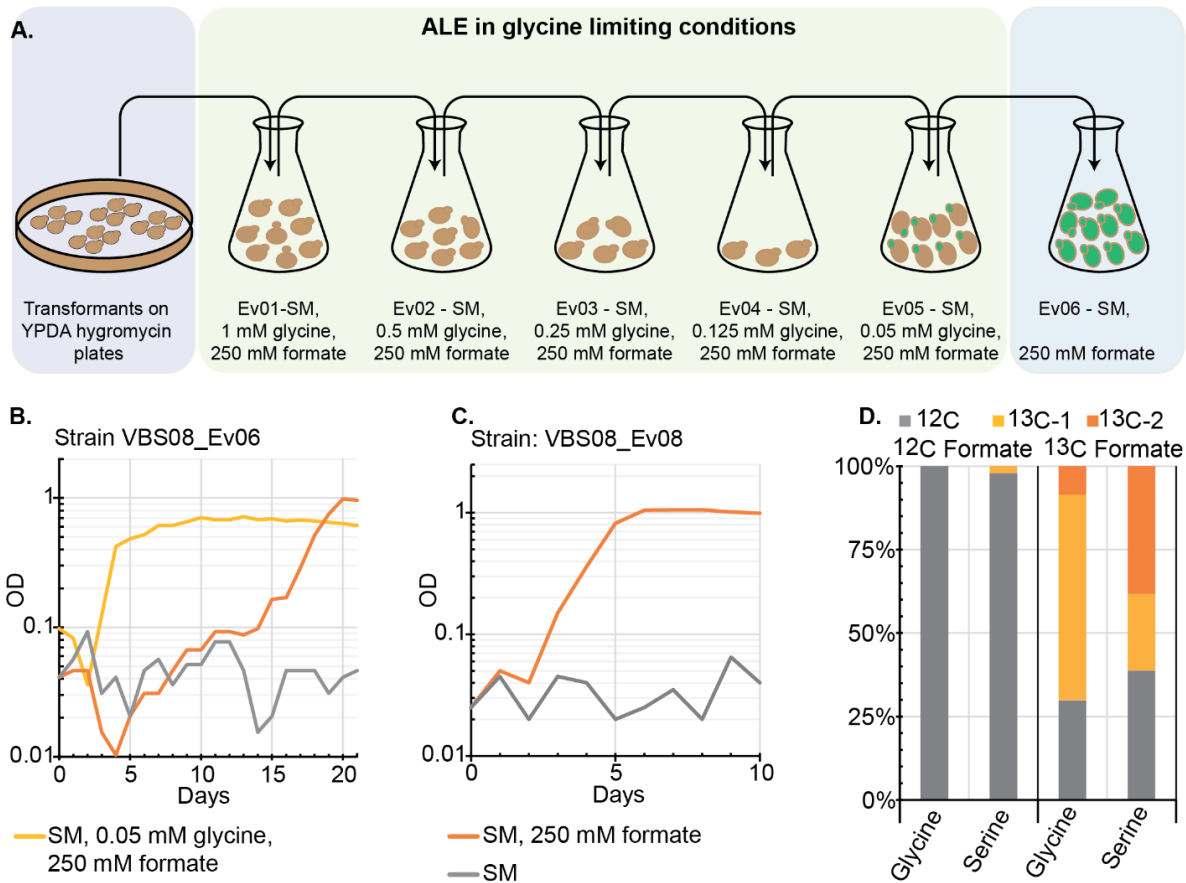 A.
ALE in glycine limiting conditions
Transformants on
YPDA hygromycin
plates
Ev01-SM,
1 mM glycine,
250 mM formate
Ev02 - SM,
0.5 mM glycine,
250 mM formate
Ev03 - SM,
0.25 mM glycine,
250 mM formate
Ev04 - SM,
0.125 mM glycine,
250 mM formate
Ev05 - SM,
0.05 mM glycine,
250 mM formate
Ev06 - SM,
250 mM formate
B.
Strain VBS08_Ev06
OD
1
0.1
0.01
0 5 10 15 20
Days
SM, 0.05 mM glycine,
250 mM formate
C.
Strain: VBS08_Ev08
OD
1
0.1
0.01
0 5 10
Days
SM, 250 mM formate
SM
D.
12C 13C-1 13C-2
12C Formate 13C Formate
100%
75%
50%
25%
0%
Glycine
Serine
Glycine
Serine